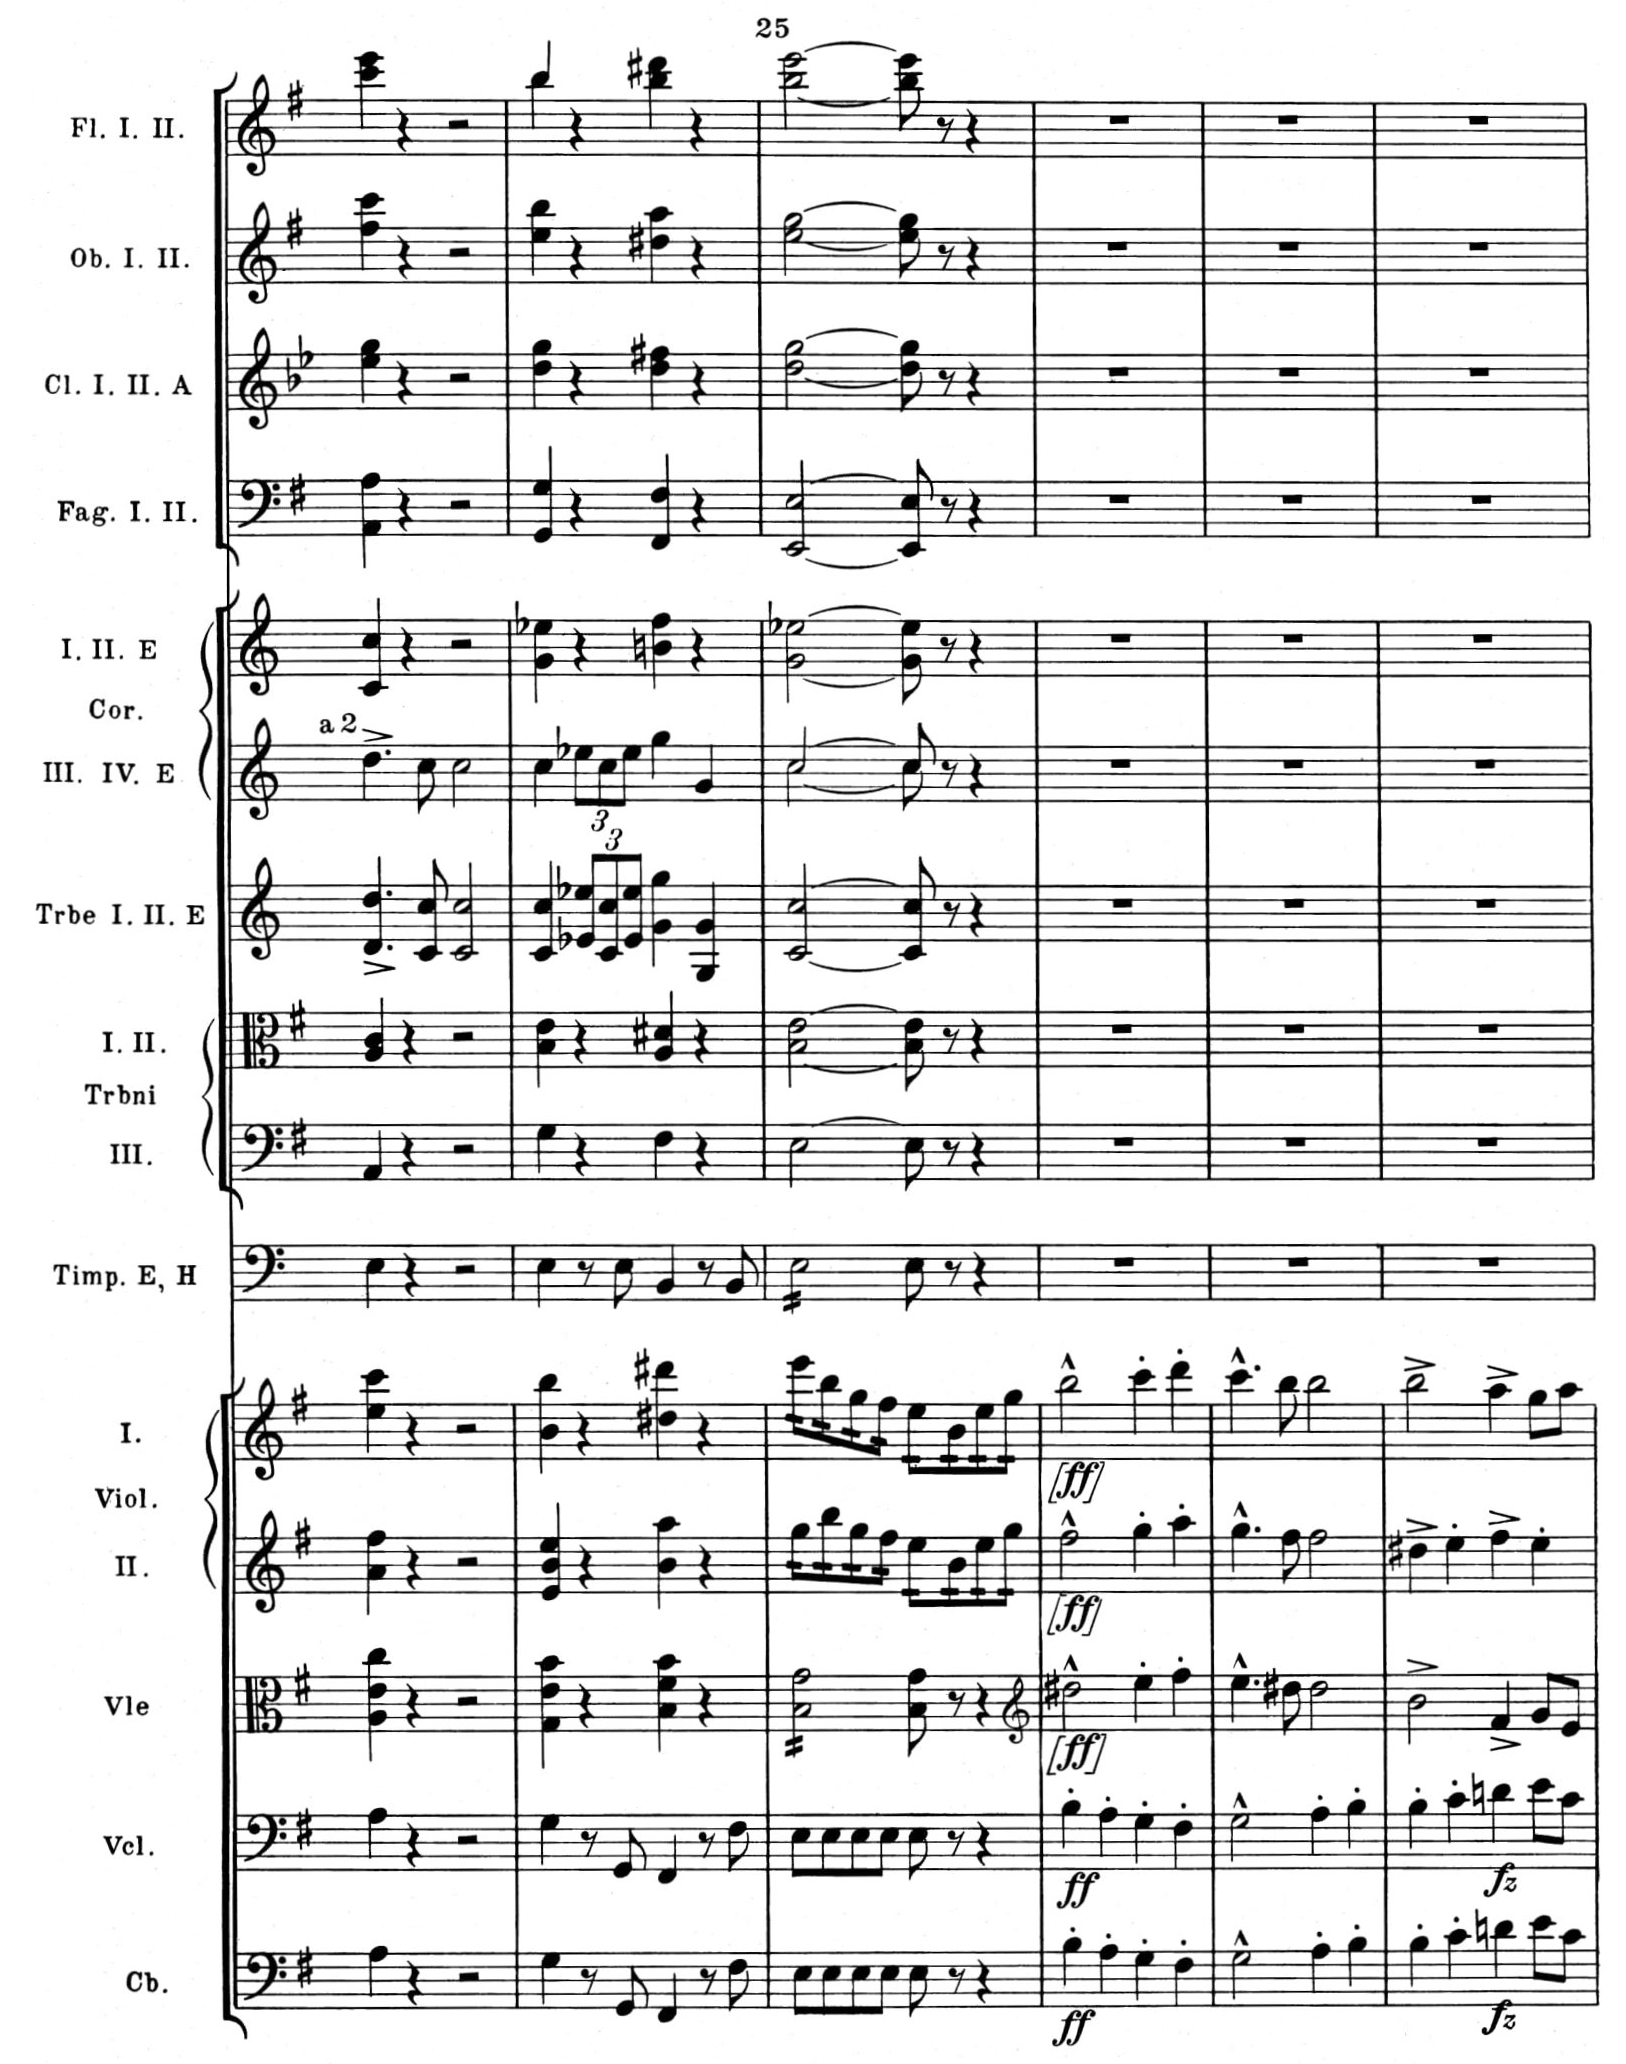 25
Fl. I. II.
Ob. I. II.
Cl. I. II. A
Fag. I. II.
I. II. E
Cor.
a 2
III. IV. E
3
3
Trbe I. II. E
I. II.
Trbni
III.
Timp. E, H
I.
[ff]
Viol.
II.
[ff]
Vle
[ff]
Vcl.
ff
fz
Cb.
ff
fz